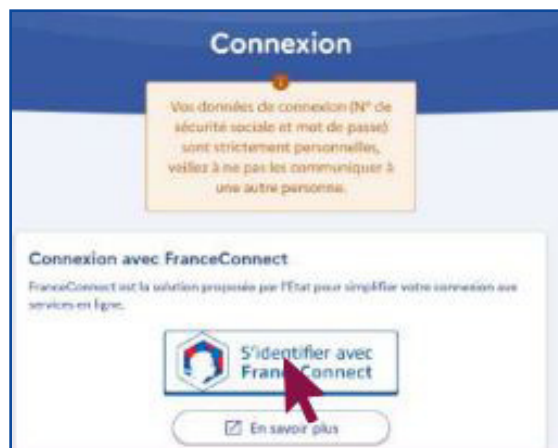 Connexion
Vos données de connexion (N° de
sécurité sociale et mot de passe)
sont strictement personnelles,
veillez à ne pas les communiquer à
une autre personne.
Connexion avec FranceConnect
FranceConnect est la solution proposée par l'État pour simplifier votre connexion aux
services en ligne.
S'identifier avec
FranceConnect
En savoir plus